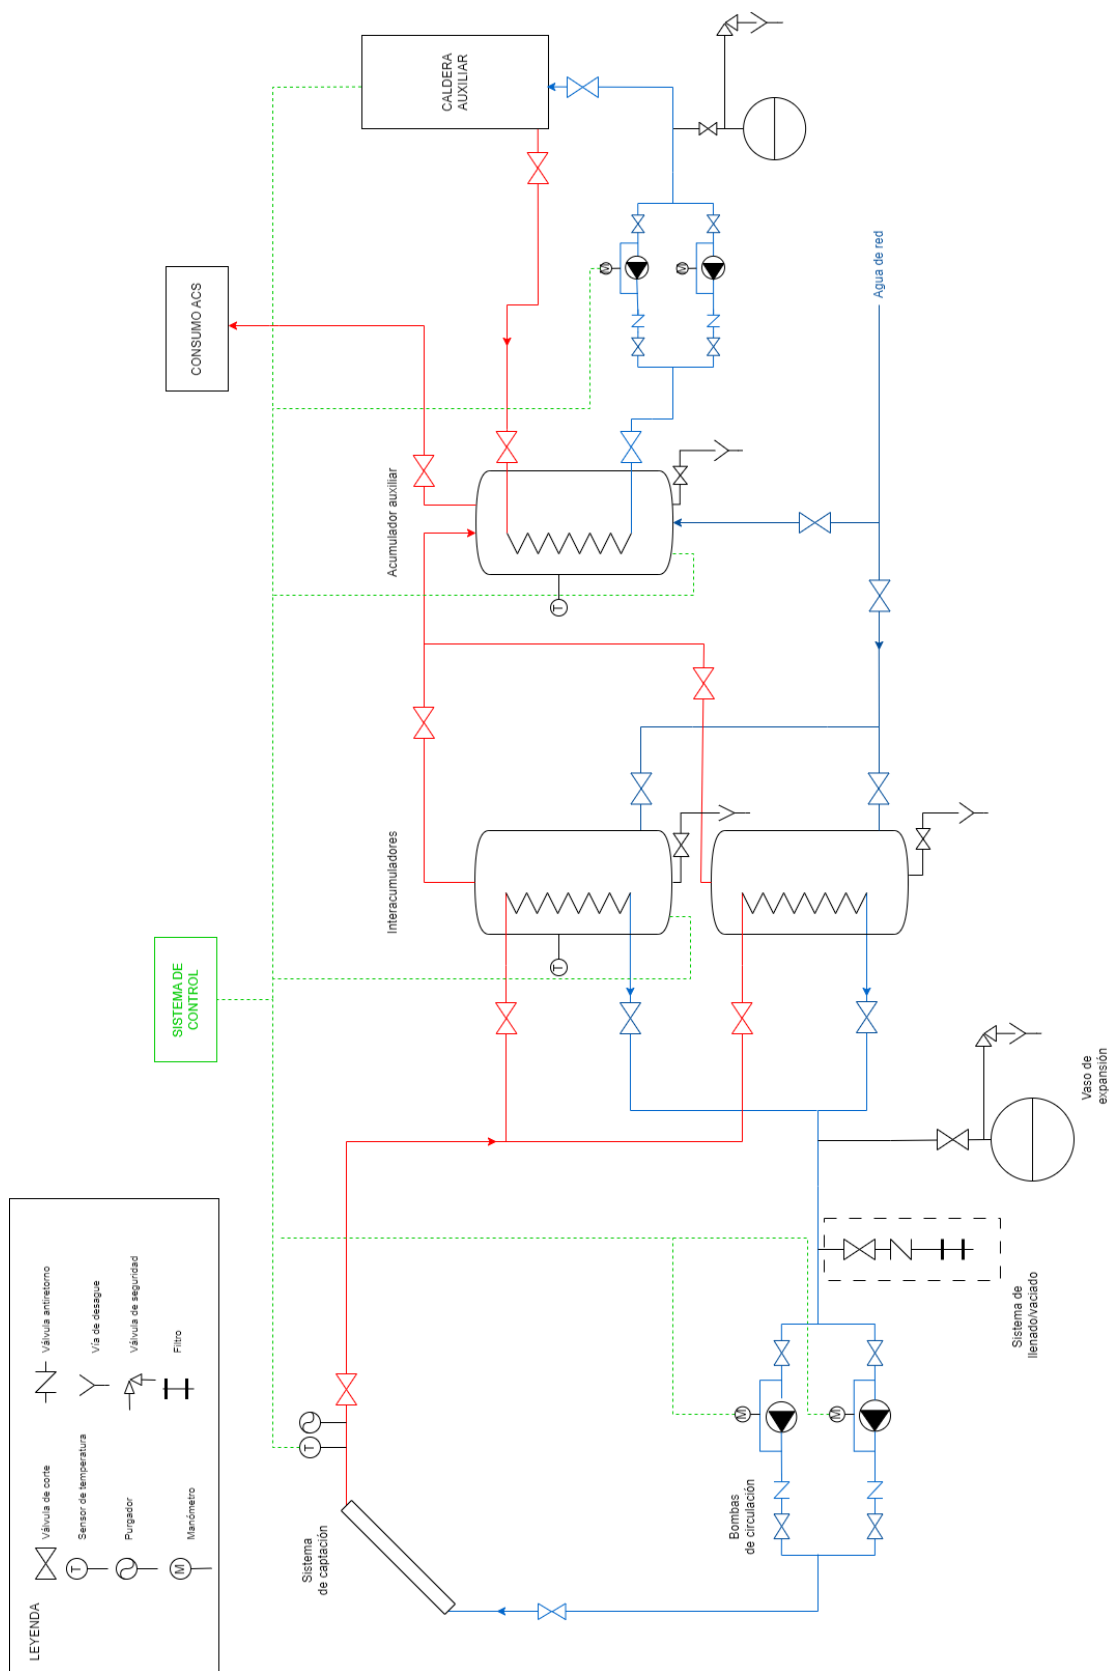 CALDERA
AUXILIAR
CONSUMO ACS
Agua de red
M
M
Acumulador auxiliar
T
Interacumuladores
T
SISTEMA DE
CONTROL
Vaso de
expansión
Sistema de
llenado/vaciado
M
M
Bombas
de circulación
T
Sistema
de captación
LEYENDA
Válvula de corte
Válvula antiretorno
T
Sensor de temperatura
Vía de desague
Purgador
Válvula de seguridad
M
Manómetro
Filtro